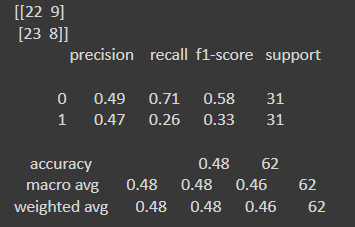 [[22 9]
[23 8]]
precision recall f1-score support
0 0.49 0.71 0.58 31
1 0.47 0.26 0.33 31
accuracy 0.48 62
macro avg 0.48 0.48 0.46 62
weighted avg 0.48 0.48 0.46 62